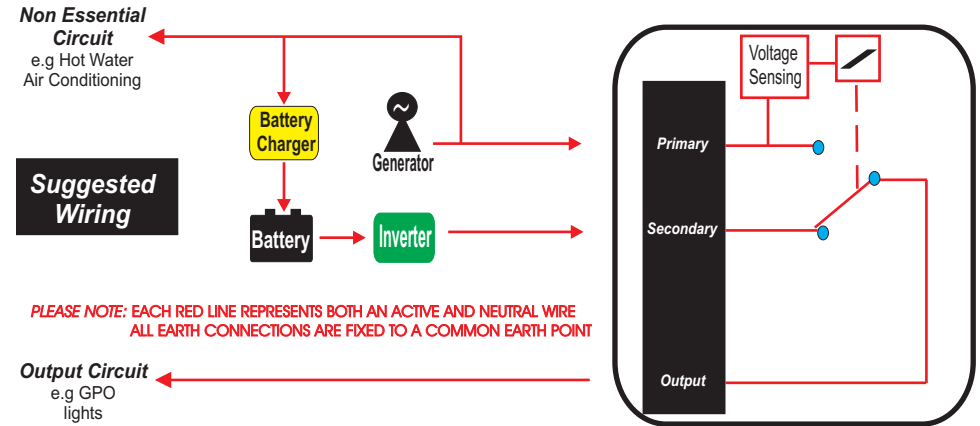 Non Essential
Circuit
e.g Hot Water
Air Conditioning
Battery
Charger
~
Generator
Suggested
Wiring
Battery
Inverter
PLEASE NOTE: EACH RED LINE REPRESENTS BOTH AN ACTIVE AND NEUTRAL WIRE
ALL EARTH CONNECTIONS ARE FIXED TO A COMMON EARTH POINT
Output Circuit
e.g GPO
lights
Voltage
Sensing
Primary
Secondary
Output